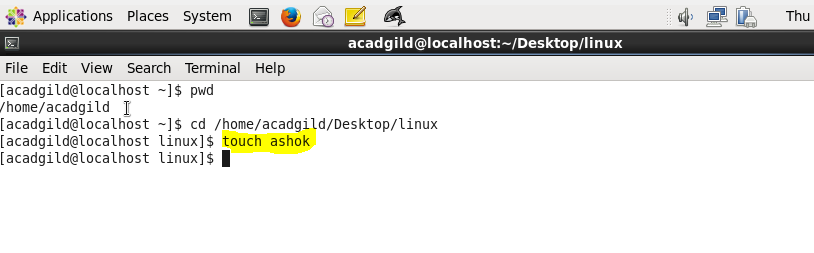 Applications Places System Thu
acadgild@localhost:~/Desktop/linux
File Edit View Search Terminal Help
[acadgild@localhost ~]$ pwd
/home/acadgild
[acadgild@localhost ~]$ cd /home/acadgild/Desktop/linux
[acadgild@localhost linux]$ touch ashok
[acadgild@localhost linux]$